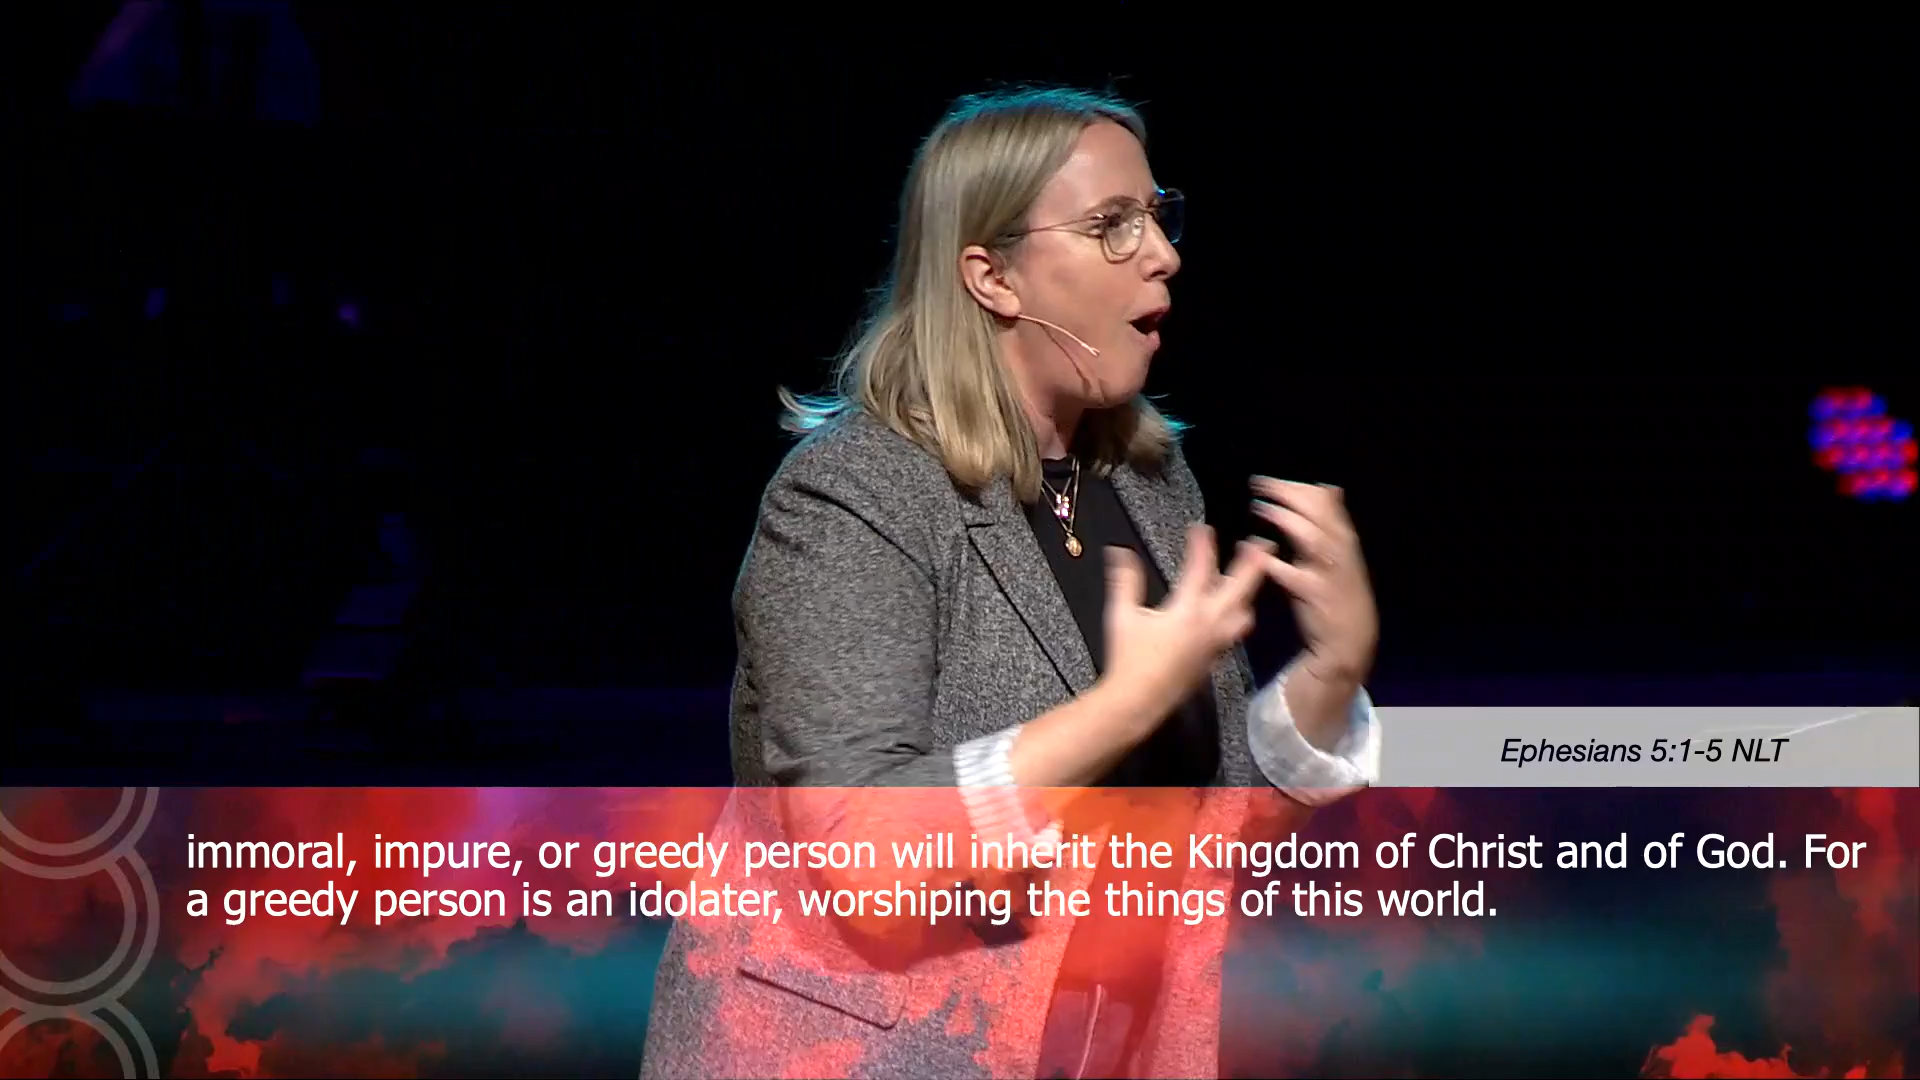 Ephesians 5:1-5 NLT
immoral, impure, or greedy person will inherit the Kingdom of Christ and of God. For
a greedy person is an idolater, worshiping the things of this world.